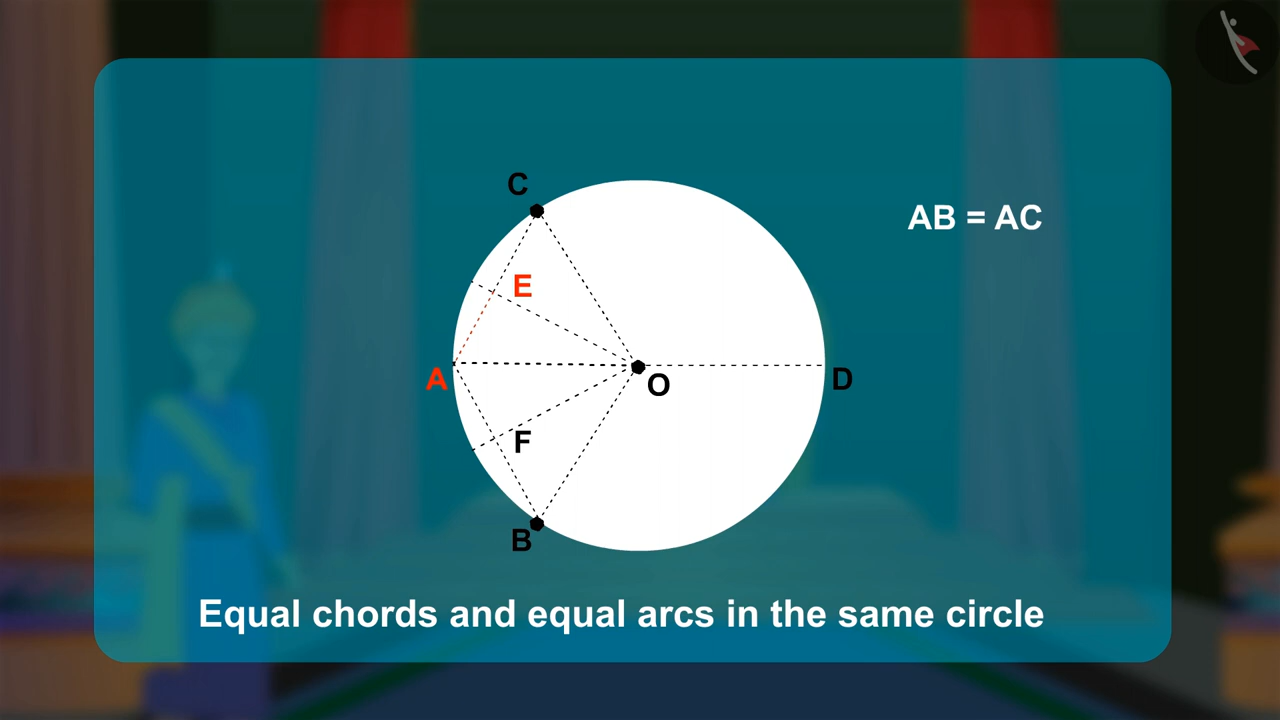 C
AB = AC
E
A
O
D
F
B
Equal chords and equal arcs in the same circle